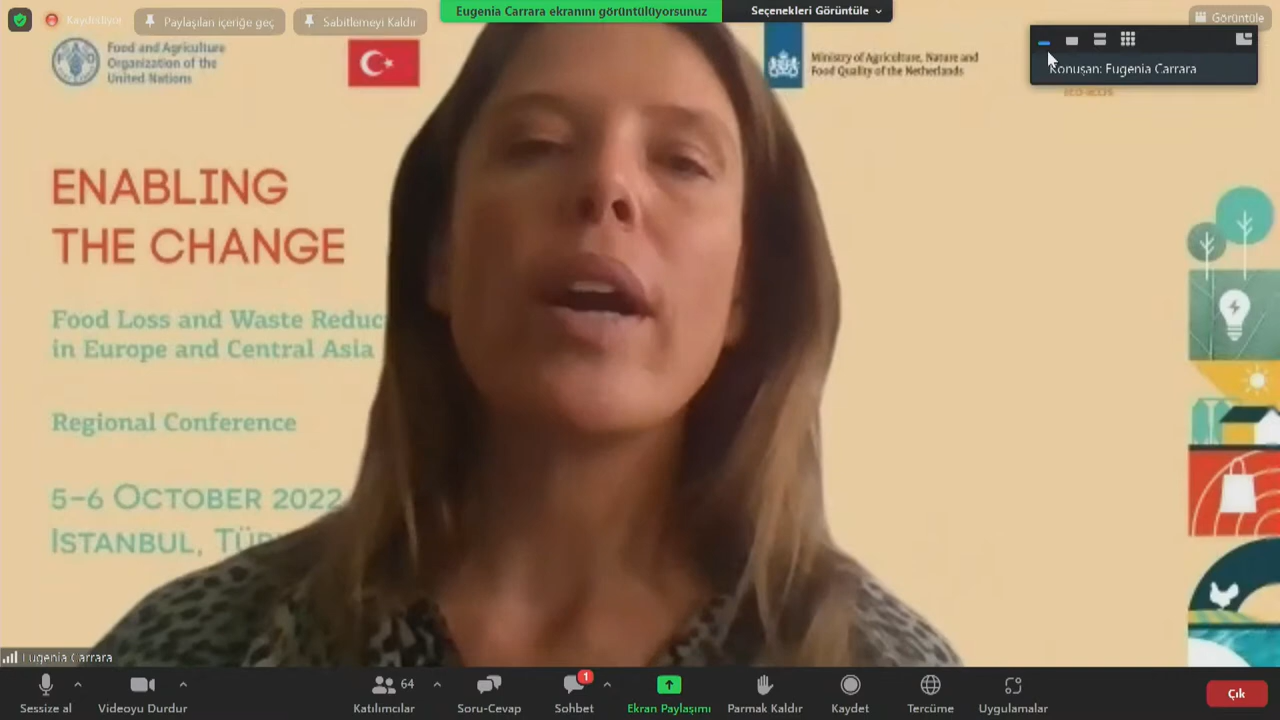 Kaydediliyor
Paylaşılan içeriğe geç
Sabitlemeyi Kaldır
Eugenia Carrara ekranını görüntülüyorsunuz
Seçenekleri Görüntüle
Görüntüle
Konuşan: Eugenia Carrara
Food and Agriculture
Organization of the
United Nations
Ministry of Agriculture, Nature and
Food Quality of the Netherlands
ENABLING
THE CHANGE
Food Loss and Waste Reduc
in Europe and Central Asia
Regional Conference
5-6 OCTOBER 2022
ISTANBUL, TÜR
Eugenia Carrara
Sessize al
Videoyu Durdur
64
Katılımcılar
Soru-Cevap
1
Sohbet
Ekran Paylaşımı
Parmak Kaldır
Kaydet
Tercüme
Uygulamalar
Çık